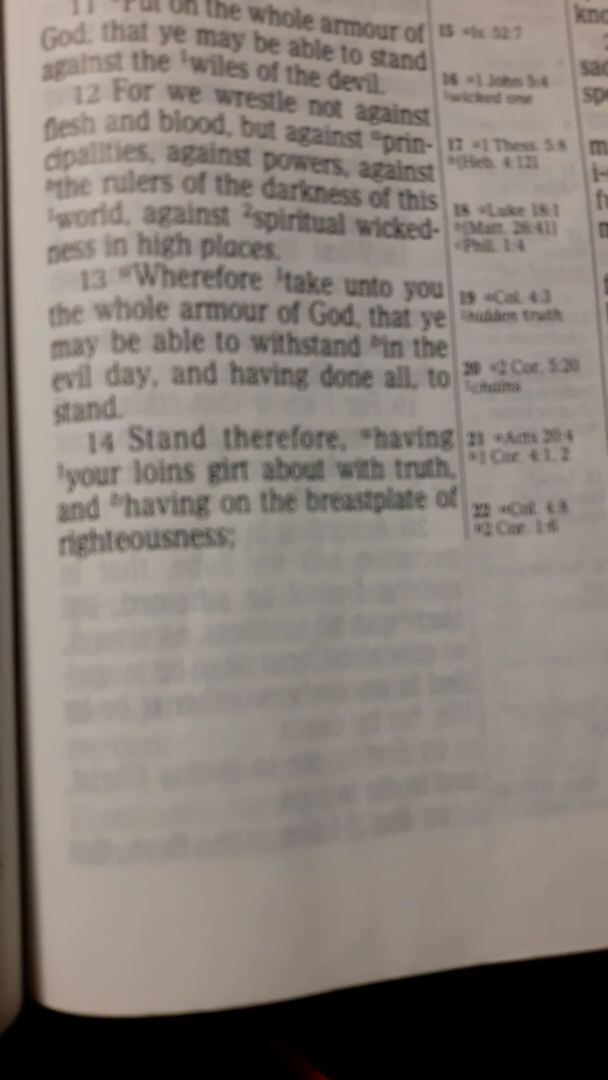 11 Put on the whole armour of
God, that ye may be able to stand
against the ¹wiles of the devil.
12 For we wrestle not against
flesh and blood, but against ᵃprin-
cipalities, against powers, against
ᵇthe rulers of the darkness of this
¹world, against ²spiritual wicked-
ness in high places.
13 ᵃWherefore ¹take unto you
the whole armour of God, that ye
may be able to withstand ᵇin the
evil day, and having done all, to
stand.
14 Stand therefore, ᵃhaving
¹your loins girt about with truth,
and ᵇhaving on the breastplate of
righteousness;
15 ᵃIs. 52:7
16 ᵃ1 John 5:4
¹wicked one
17 ᵃ1 Thess. 5:8
ᵇ[Heb. 4:12]
18 ᵃLuke 18:1
ᵇ[Matt. 26:41]
ᶜPhil. 1:4
19 ᵃCol. 4:3
¹hidden truth
20 ᵃ2 Cor. 5:20
¹chains
21 ᵃActs 20:4
ᵇ1 Cor. 4:1, 2
22 ᵃCol. 4:8
ᵇ2 Cor. 1:6